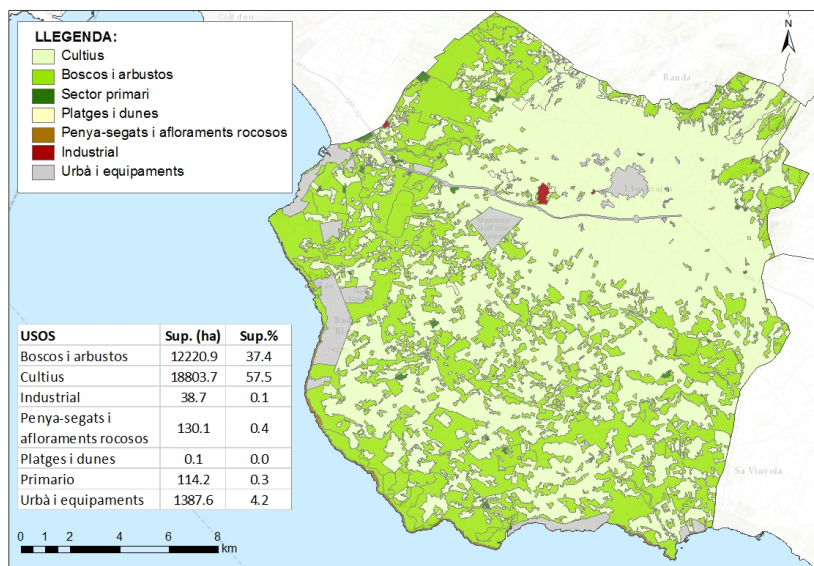 LLEGENDA:
Cultius
Boscos i arbustos
Sector primari
Platges i dunes
Penya-segats i afloraments rocosos
Industrial
Urbà i equipaments
N
Randa
Sa Vinyola
USOS Sup. (ha) Sup.%
Boscos i arbustos 12220.9 37.4
Cultius 18803.7 57.5
Industrial 38.7 0.1
Penya-segats i
afloraments rocosos 130.1 0.4
Platges i dunes 0.1 0.0
Primario 114.2 0.3
Urbà i equipaments 1387.6 4.2
0 1 2 4 6 8
km